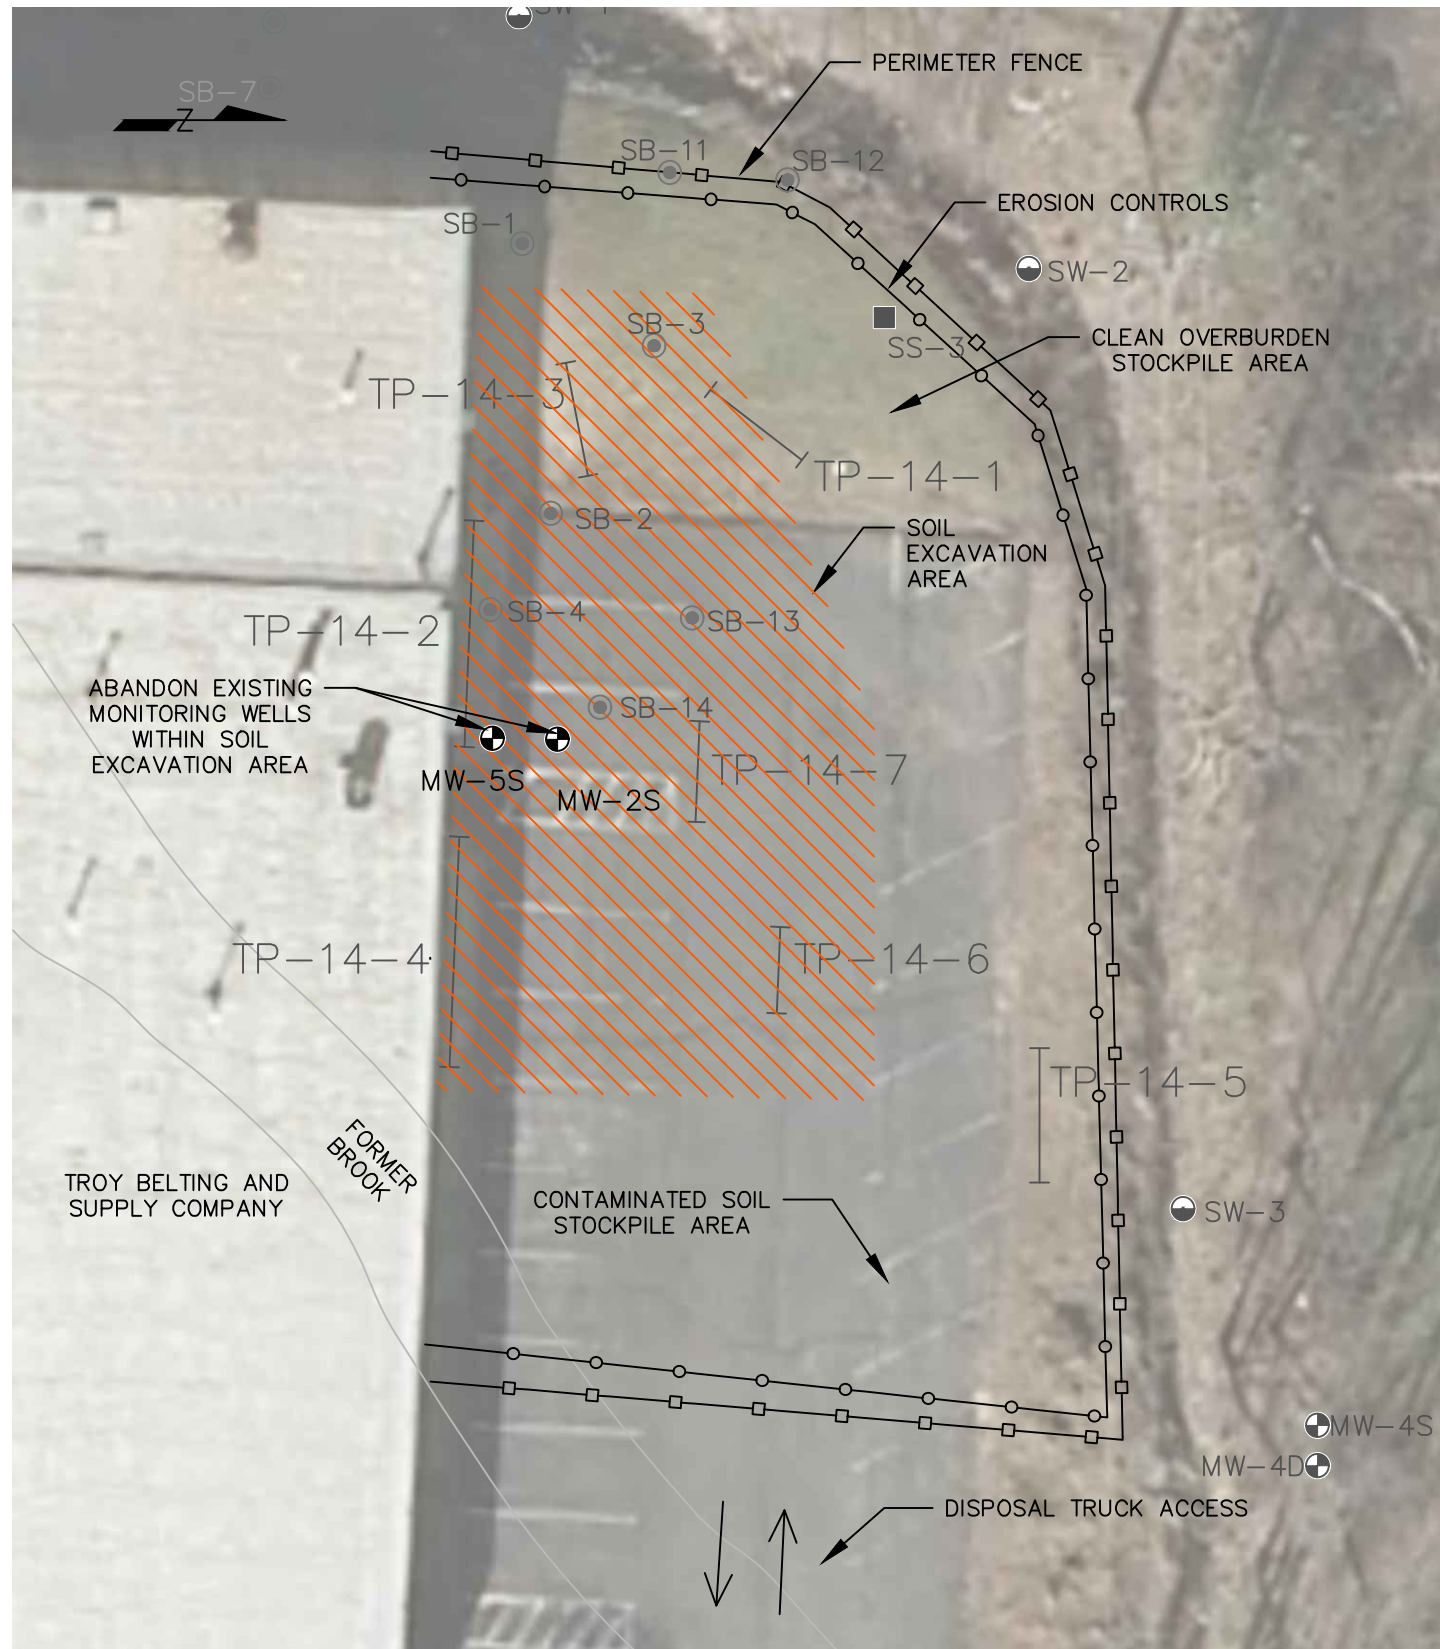 SW-1
SB-7
Z
PERIMETER FENCE
SB-11
SB-12
EROSION CONTROLS
SB-1
SW-2
SB-3
SS-3
CLEAN OVERBURDEN
STOCKPILE AREA
TP-14-3
TP-14-1
SB-2
SOIL
EXCAVATION
AREA
SB-4
SB-13
TP-14-2
ABANDON EXISTING
MONITORING WELLS
WITHIN SOIL
EXCAVATION AREA
SB-14
TP-14-7
MW-5S
MW-2S
TP-14-4
TP-14-6
TP-14-5
FORMER
BROOK
TROY BELTING AND
SUPPLY COMPANY
CONTAMINATED SOIL
STOCKPILE AREA
SW-3
MW-4S
MW-4D
DISPOSAL TRUCK ACCESS